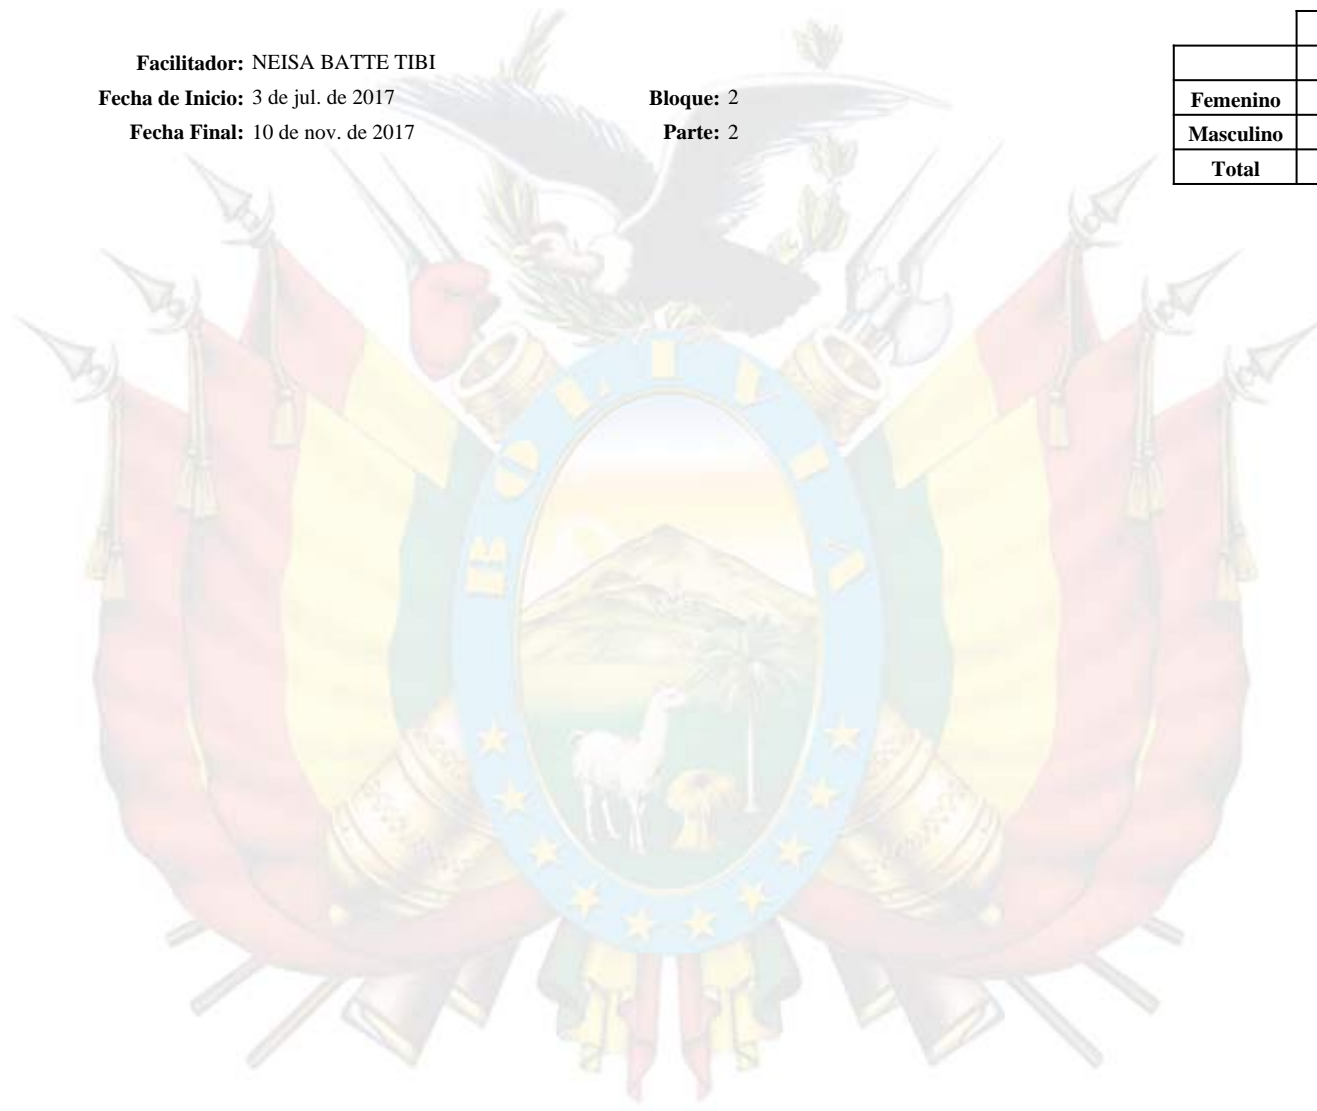 Facilitador: NEISA BATTE TIBI
Fecha de Inicio: 3 de jul. de 2017 Bloque: 2
Fecha Final: 10 de nov. de 2017 Parte: 2
Femenino
Masculino
Total
BOLIVIA